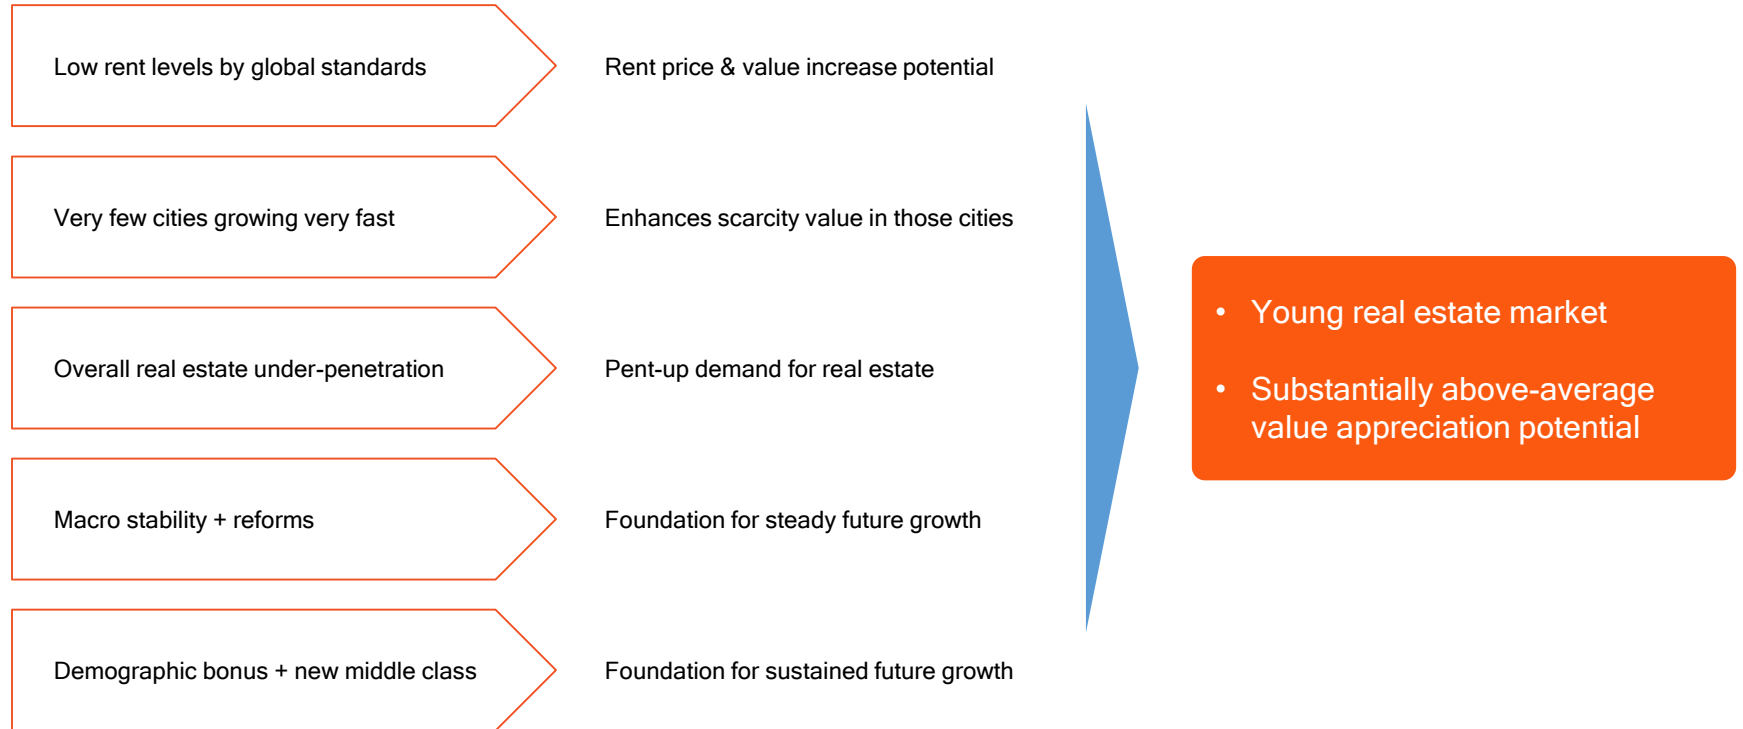 Low rent levels by global standards
Rent price & value increase potential
Very few cities growing very fast
Enhances scarcity value in those cities
Overall real estate under-penetration
Pent-up demand for real estate
Macro stability + reforms
Foundation for steady future growth
Demographic bonus + new middle class
Foundation for sustained future growth
• Young real estate market
• Substantially above-average
value appreciation potential